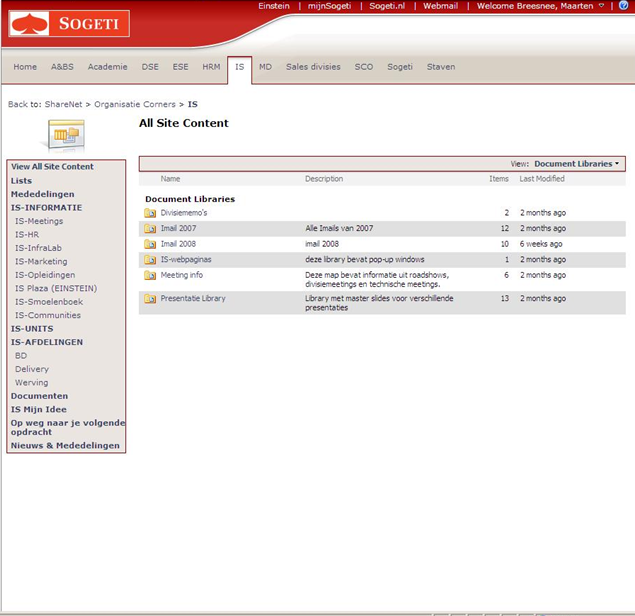 Einstein | mijnSogeti | Sogeti.nl | Webmail | Welcome Breesnee, Maarten | ?
SOGETI
Home A&BS Academie DSE ESE HRM IS MD Sales divisies SCO Sogeti Staven
Back to: ShareNet > Organisatie Corners > IS
All Site Content
View All Site Content
Lists
Mededelingen
IS-INFORMATIE
IS-Meetings
IS-HR
IS-InfraLab
IS-Marketing
IS-Opleidingen
IS Plaza (EINSTEIN)
IS-Smoelenboek
IS-Communities
IS-UNITS
IS-AFDELINGEN
BD
Delivery
Werving
Documenten
IS Mijn Idee
Op weg naar je volgende
opdracht
Nieuws & Mededelingen
View: Document Libraries
Name Description Items Last Modified
Document Libraries
Divisiememo's 2 2 months ago
Imail 2007 Alle Imails van 2007 12 2 months ago
Imail 2008 imail 2008 10 6 weeks ago
IS-webpaginas deze library bevat pop-up windows 1 2 months ago
Meeting info Deze map bevat informatie uit roadshows, 6 2 months ago
divisiemeetings en technische meetings.
Presentatie Library Library met master slides voor verschillende 13 2 months ago
presentaties